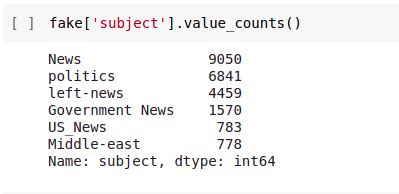 [ ] fake['subject'].value_counts()
News 9050
politics 6841
left-news 4459
Government News 1570
US_News 783
Middle-east 778
Name: subject, dtype: int64